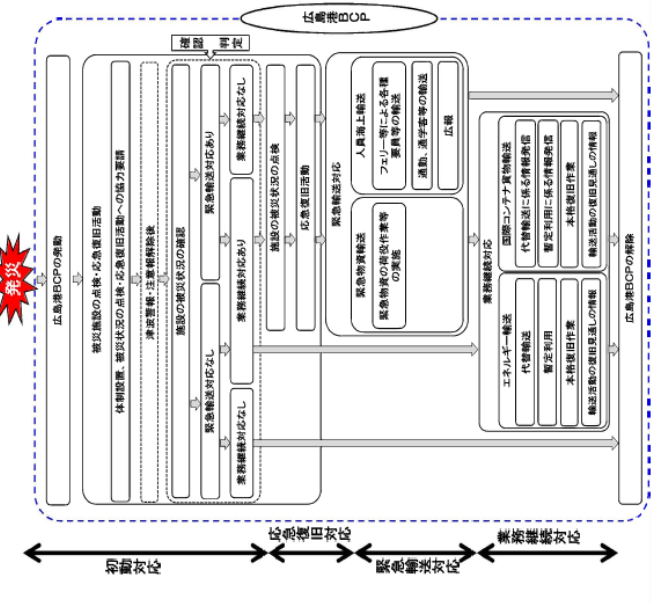 広島港BCP
発災
広島港BCPの発動
被災施設の点検・応急復旧活動
体制設置、被災状況の点検・応急復旧活動への協力要請
津波警報・注意報解除後
施設の被災状況の確認
確認
判定
緊急輸送対応なし
緊急輸送対応あり
業務継続対応なし
業務継続対応あり
業務継続対応なし
施設の被災状況の点検
応急復旧活動
緊急輸送対応
緊急物資輸送
緊急物資の荷役作業等
の実施
人員海上輸送
フェリー等による各種
要員等の輸送
通勤、通学客等の輸送
広報
業務継続対応
エネルギー輸送
代替輸送
暫定利用
本格復旧作業
輸送活動の復旧見通しの情報
国際コンテナ貨物輸送
代替輸送に係る情報発信
暫定利用に係る情報発信
本格復旧作業
輸送活動の復旧見通しの情報
広島港BCPの解除
初動対応
応急復旧対応
緊急輸送対応
業務継続対応